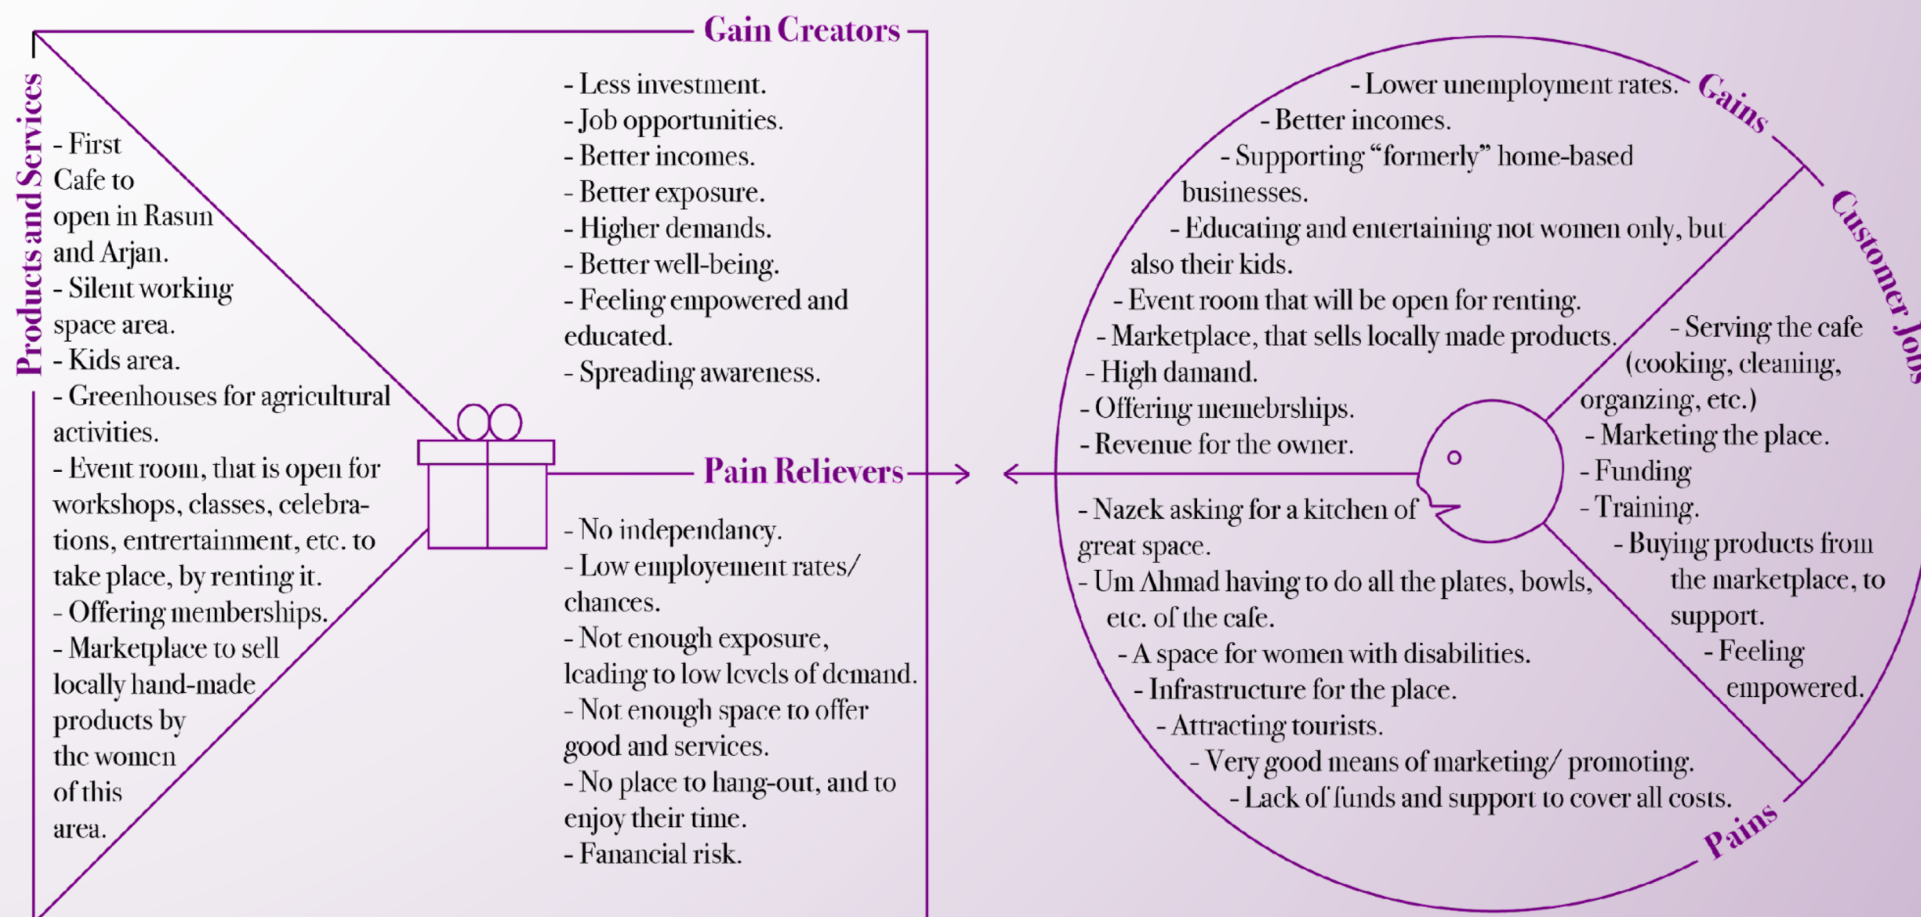 Products and Services
- First
Cafe to
open in Rasun
and Arjan.
- Silent working
space area.
- Kids area.
- Greenhouses for agricultural
activities.
- Event room, that is open for
workshops, classes, celebra-
tions, entrertainment, etc. to
take place, by renting it.
- Offering memberships.
- Marketplace to sell
locally hand-made
products by
the women
of this
area.
Gain Creators
- Less investment.
- Job opportunities.
- Better incomes.
- Better exposure.
- Higher demands.
- Better well-being.
- Feeling empowered and
educated.
- Spreading awareness.
Pain Relievers
- No independancy.
- Low employement rates/
chances.
- Not enough exposure,
leading to low levels of demand.
- Not enough space to offer
good and services.
- No place to hang-out, and to
enjoy their time.
- Fanancial risk.
Gains
- Lower unemployment rates.
- Better incomes.
- Supporting “formerly” home-based
businesses.
- Educating and entertaining not women only, but
also their kids.
- Event room that will be open for renting.
- Marketplace, that sells locally made products.
- High damand.
- Offering memebrships.
- Revenue for the owner.
Customer Jobs
- Serving the cafe
(cooking, cleaning,
organzing, etc.)
- Marketing the place.
- Funding
- Training.
- Buying products from
the marketplace, to
support.
- Feeling
empowered.
- Nazek asking for a kitchen of
great space.
- Um Ahmad having to do all the plates, bowls,
etc. of the cafe.
- A space for women with disabilities.
- Infrastructure for the place.
- Attracting tourists.
- Very good means of marketing/ promoting.
- Lack of funds and support to cover all costs.
Pains